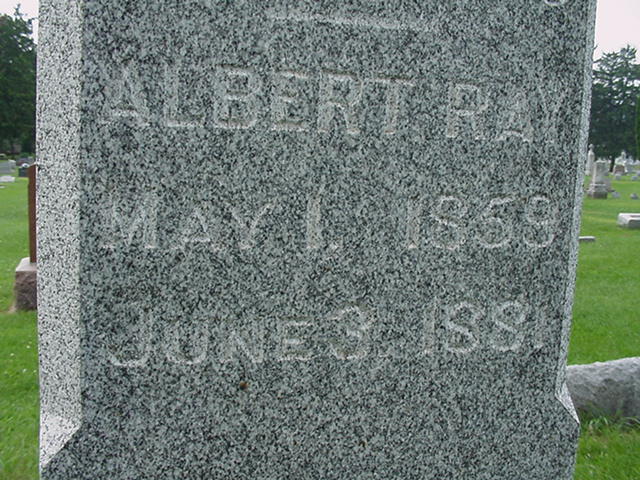 ALBERT RAY
MAY 1. 1859
JUNE 3. 1881